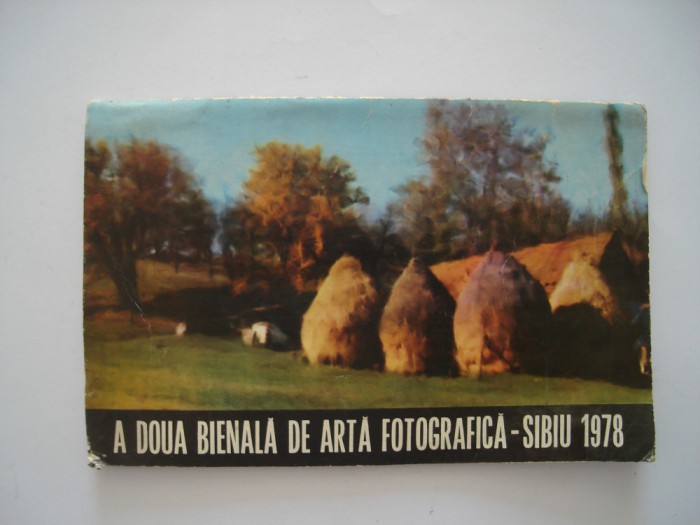 A DOUA BIENALĂ DE ARTĂ FOTOGRAFICĂ - SIBIU 1978